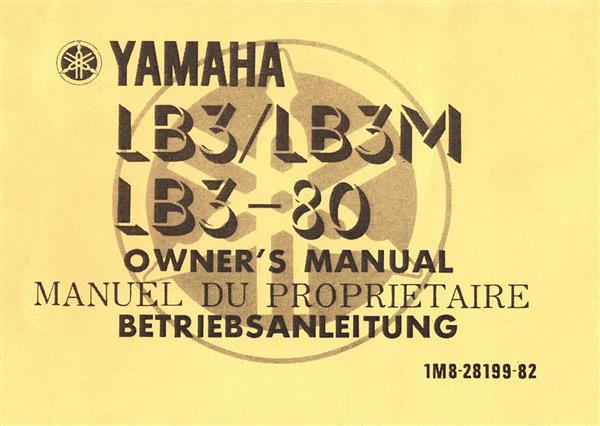 YAMAHA
LB3/LB3M
LB3-80
OWNER'S MANUAL
MANUEL DU PROPRIETAIRE
BETRIEBSANLEITUNG
1M8-28199-82